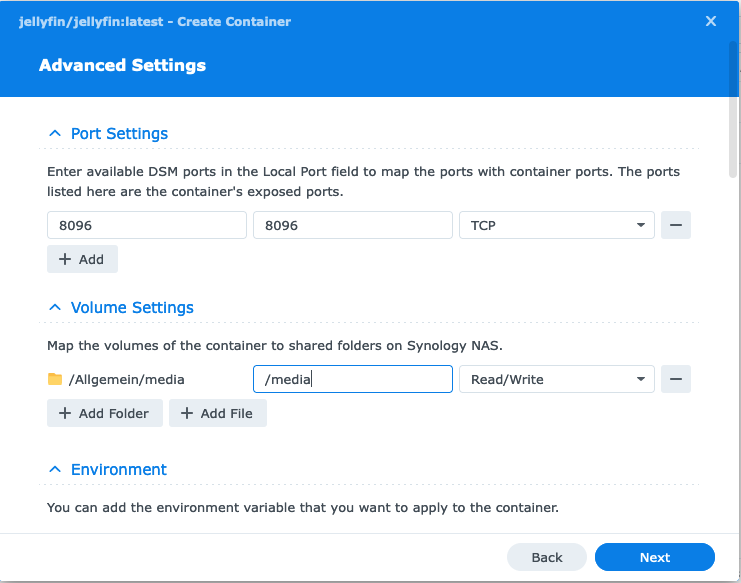 jellyfin/jellyfin:latest - Create Container
Advanced Settings
Port Settings
Enter available DSM ports in the Local Port field to map the ports with container ports. The ports
listed here are the container's exposed ports.
8096 8096 TCP
Add
Volume Settings
Map the volumes of the container to shared folders on Synology NAS.
/Allgemein/media /media Read/Write
Add Folder Add File
Environment
You can add the environment variable that you want to apply to the container.
Back Next